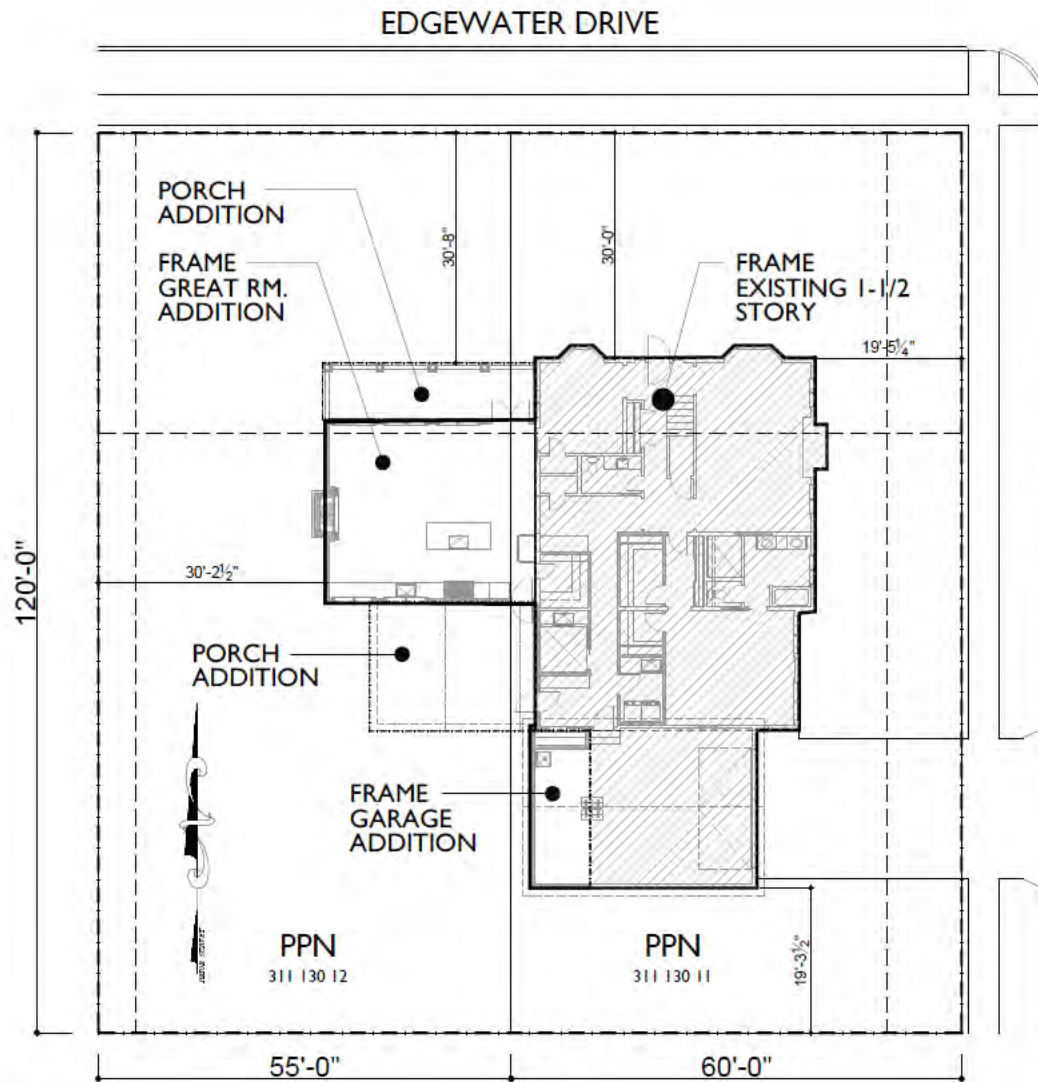 EDGEWATER DRIVE
PORCH
ADDITION
30'-8"
30'-0"
FRAME
GREAT RM.
ADDITION
FRAME
EXISTING 1-1/2
STORY
19'-5¼"
120'-0"
30'-2½"
PORCH
ADDITION
FRAME
GARAGE
ADDITION
PPN
311 130 12
PPN
311 130 11
19'-3½"
55'-0"
60'-0"